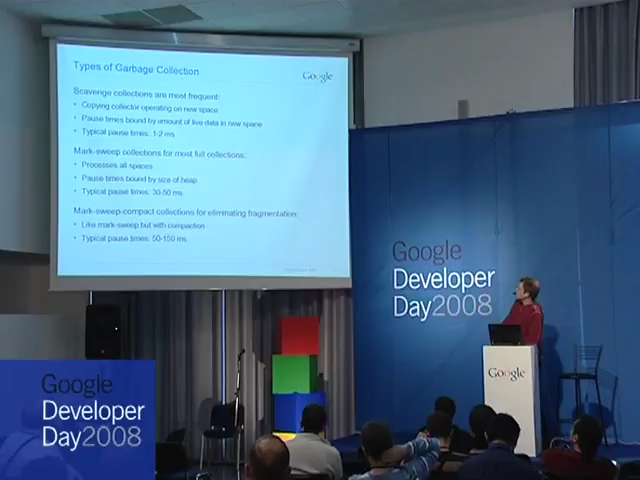 Types of Garbage Collection
Google
Scavenge collections are most frequent:
• Copying collector operating on new space
• Pause times bound by amount of live data in new space
• Typical pause times: 1-2 ms
Mark-sweep collections for most full collections:
• Processes all spaces
• Pause times bound by size of heap
• Typical pause times: 30-50 ms
Mark-sweep-compact collections for eliminating fragmentation:
• Like mark-sweep but with compaction
• Typical pause times: 50-150 ms
Google
Developer
Day2008
Google
Google
Developer
Day2008